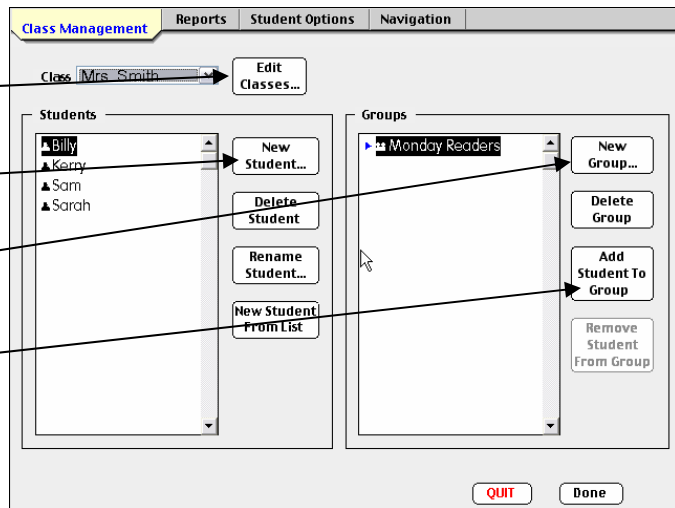 Class Management
Reports
Student Options
Navigation
Class Mrs. Smith
Edit
Classes...
Students
Billy
Kerry
Sam
Sarah
New
Student...
Delete
Student
Rename
Student...
New Student
From List
Groups
Monday Readers
New
Group...
Delete
Group
Add
Student To
Group
Remove
Student
From Group
QUIT
Done